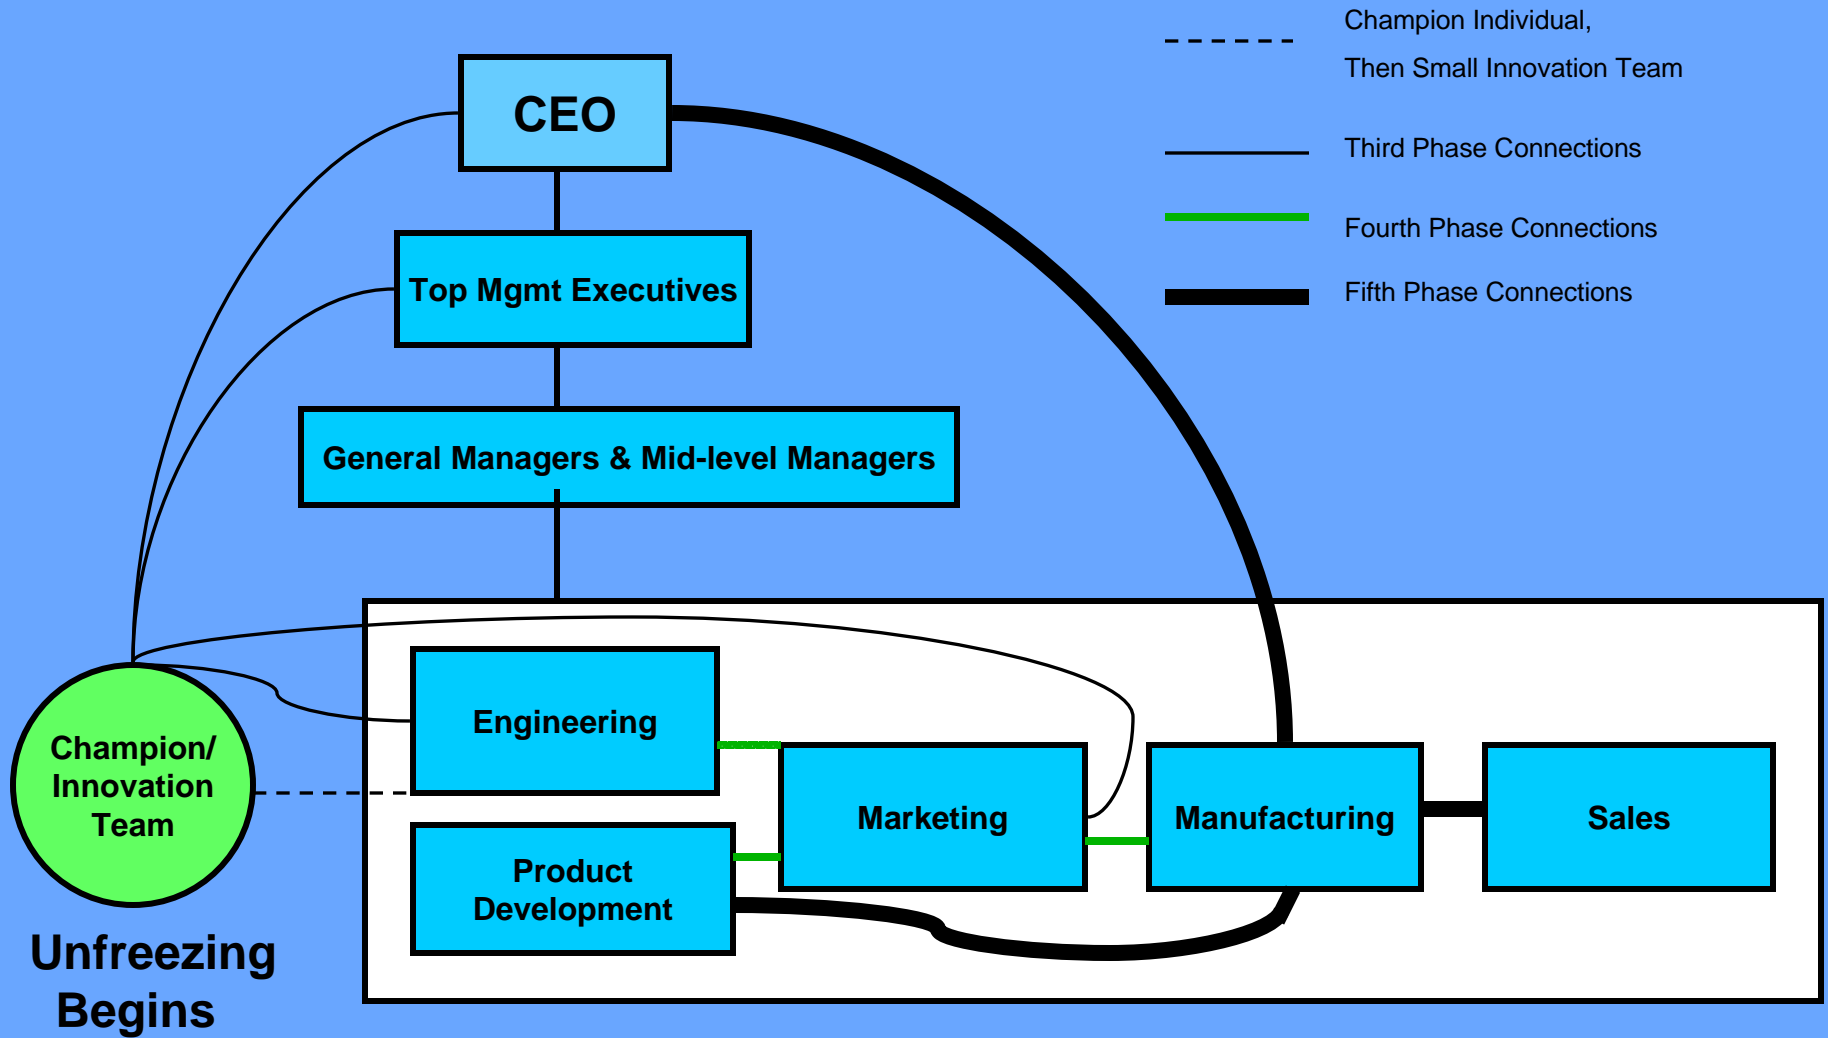 Champion Individual,
Then Small Innovation Team
CEO
Third Phase Connections
Fourth Phase Connections
Top Mgmt Executives
Fifth Phase Connections
General Managers & Mid-level Managers
Engineering
Champion/
Innovation
Team
Marketing
Manufacturing
Sales
Product
Development
Unfreezing
Begins